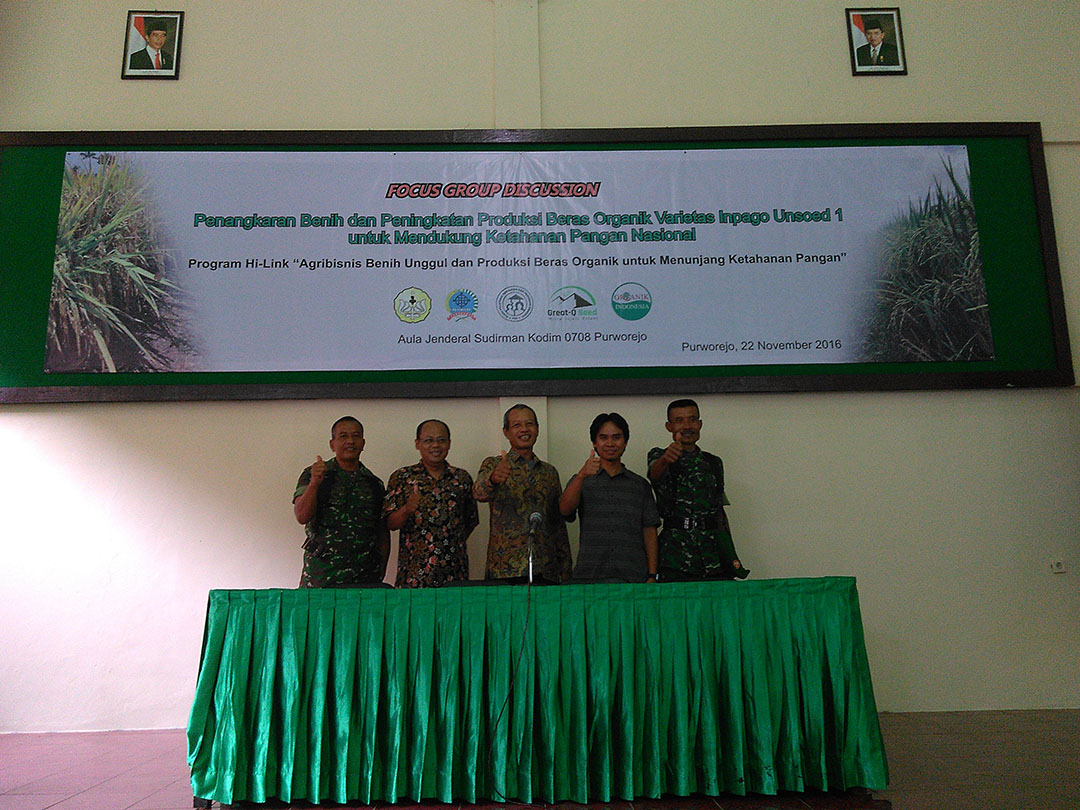 FOCUS GROUP DISCUSSION
Penangkaran Benih dan Peningkatan Produksi Beras Organik Varietas Inpago Unsoed 1
untuk Mendukung Ketahanan Pangan Nasional
Program Hi-Link "Agribisnis Benih Unggul dan Produksi Beras Organik untuk Menunjang Ketahanan Pangan"
Great-Q Seed
ORGANIK
INDONESIA
Aula Jenderal Sudirman Kodim 0708 Purworejo
Purworejo, 22 November 2016